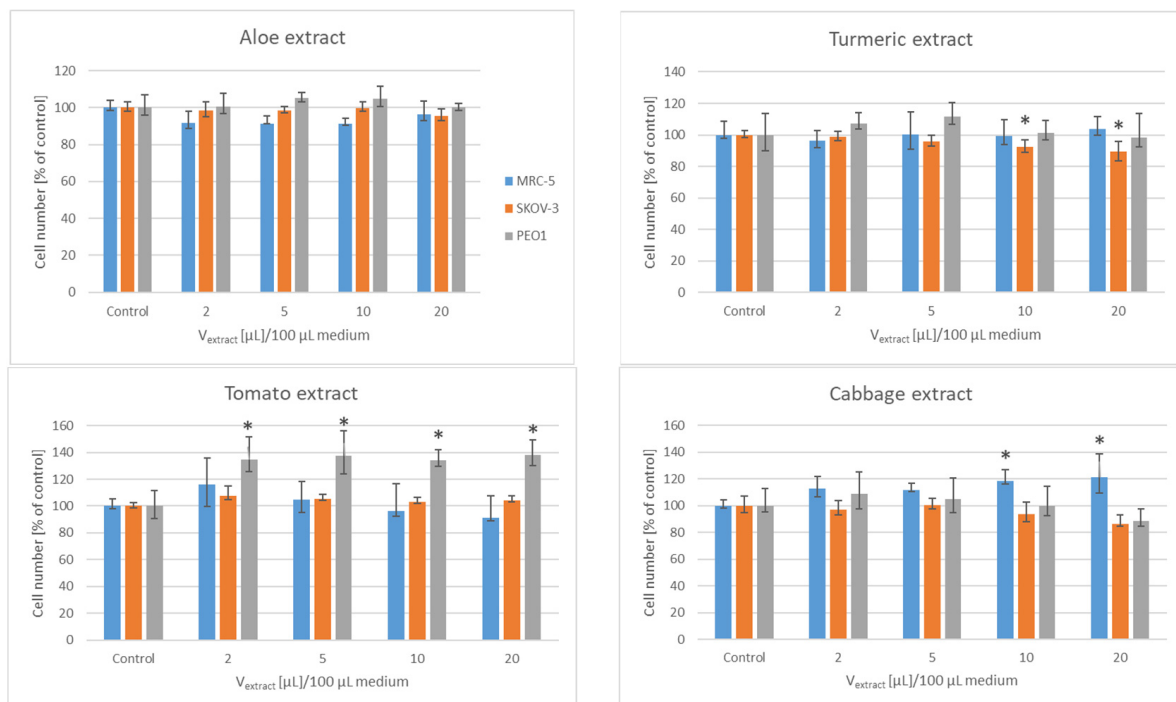 Aloe extract
Cell number [% of control]
120
100
80
60
40
20
0
Control 2 5 10 20
Vextract [µL]/100 µL medium
MRC-5
SKOV-3
PEO1
Turmeric extract
Cell number [% of control]
140
120
100
80
60
40
20
0
* *
Control 2 5 10 20
Vextract [µL]/100 µL medium
Tomato extract
Cell number [% of control]
160
140
120
100
80
60
40
20
0
* * * *
Control 2 5 10 20
Vextract [µL]/100 µL medium
Cabbage extract
Cell number [% of control]
160
140
120
100
80
60
40
20
0
* *
Control 2 5 10 20
Vextract [µL]/100 µL medium